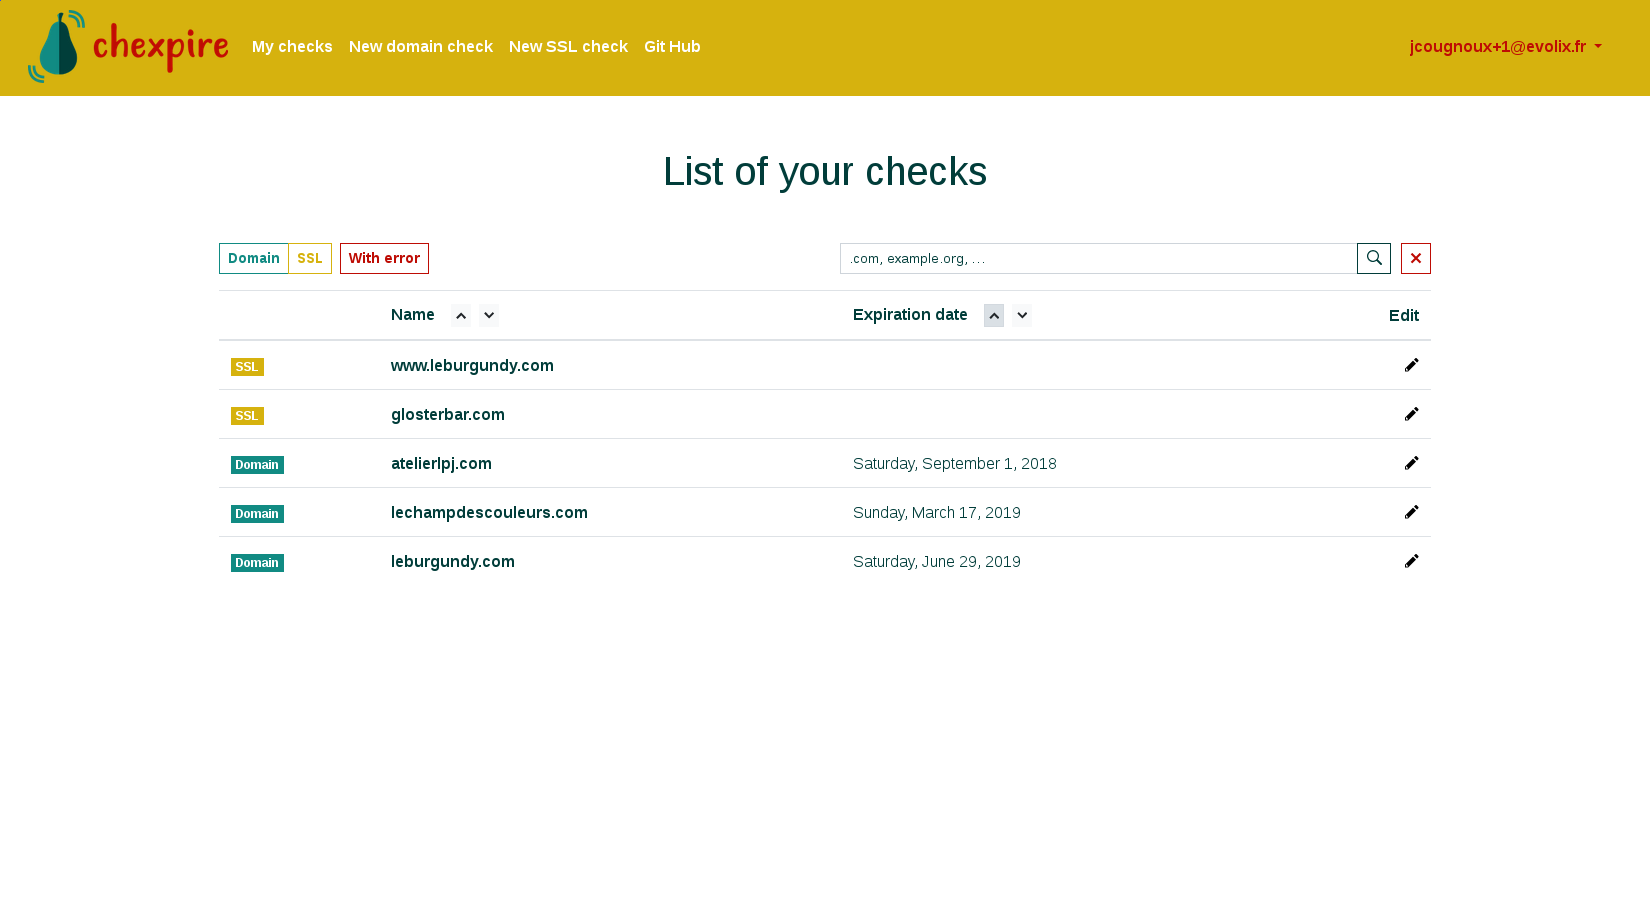 chexpire My checks New domain check New SSL check Git Hub jcougnoux+1@evolix.fr
List of your checks
Domain SSL With error .com, example.org, ...
Name Expiration date Edit
SSL www.leburgundy.com
SSL glosterbar.com
Domain atelierlpj.com Saturday, September 1, 2018
Domain lechampdescouleurs.com Sunday, March 17, 2019
Domain leburgundy.com Saturday, June 29, 2019